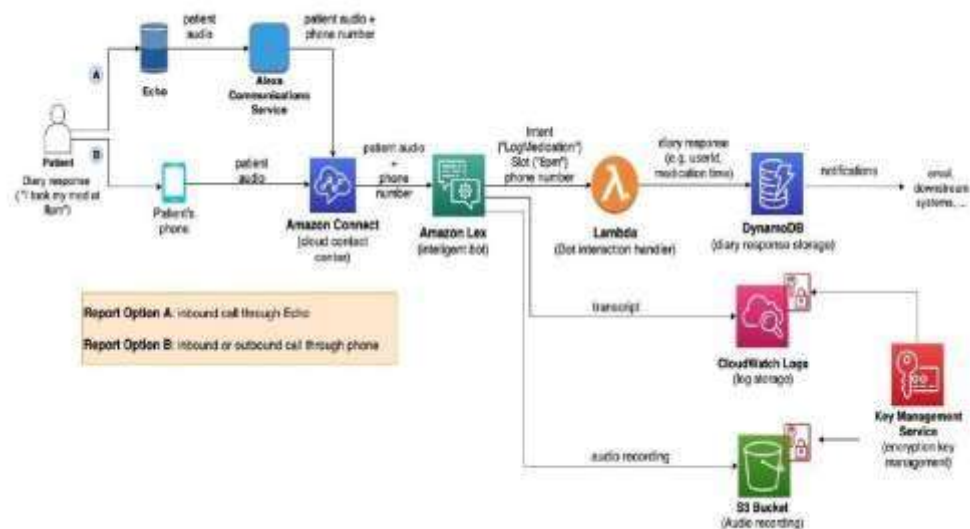 patient
audio
patient audio +
phone number
A
Echo
Alexa
Communications
Service
Patient
Diary response
("I took my med at
8pm")
B
Patient's
phone
patient
audio
Amazon Connect
(cloud contact
center)
patient audio
+
phone
number
Amazon Lex
(inteligent bot)
Intent
("LogMedication")
Slot ("8pm")
phone number
Lambda
(Bot interaction handler)
diary response
(e.g. userId,
medication time)
DynamoDB
(diary response storage)
notifications
email,
downstream
systems, ...
Report Option A: inbound call through Echo
Report Option B: inbound or outbound call through phone
transcript
CloudWatch Logs
(log storage)
Key Management
Service
(encryption key
management)
audio recording
S3 Bucket
(Audio recording)